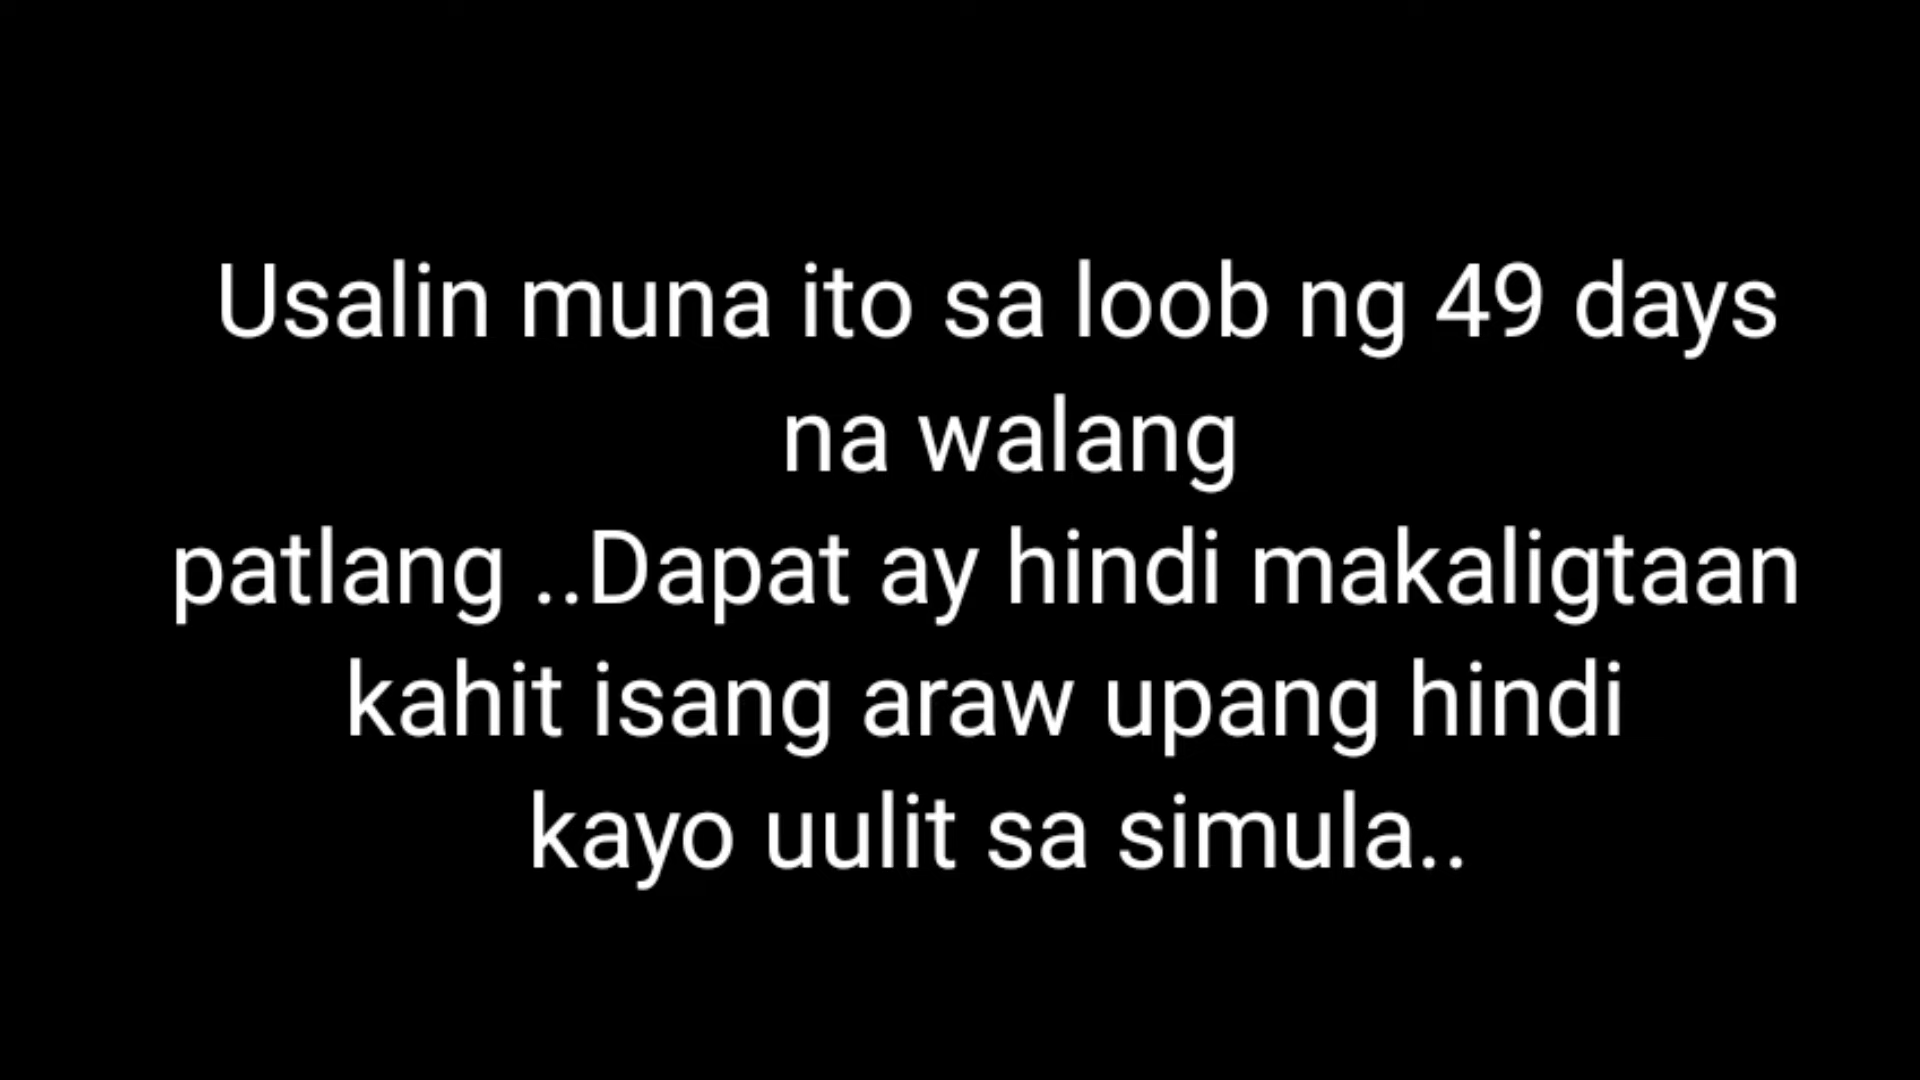 Usalin muna ito sa loob ng 49 days
na walang
patlang ..Dapat ay hindi makaligtaan
kahit isang araw upang hindi
kayo uulit sa simula..